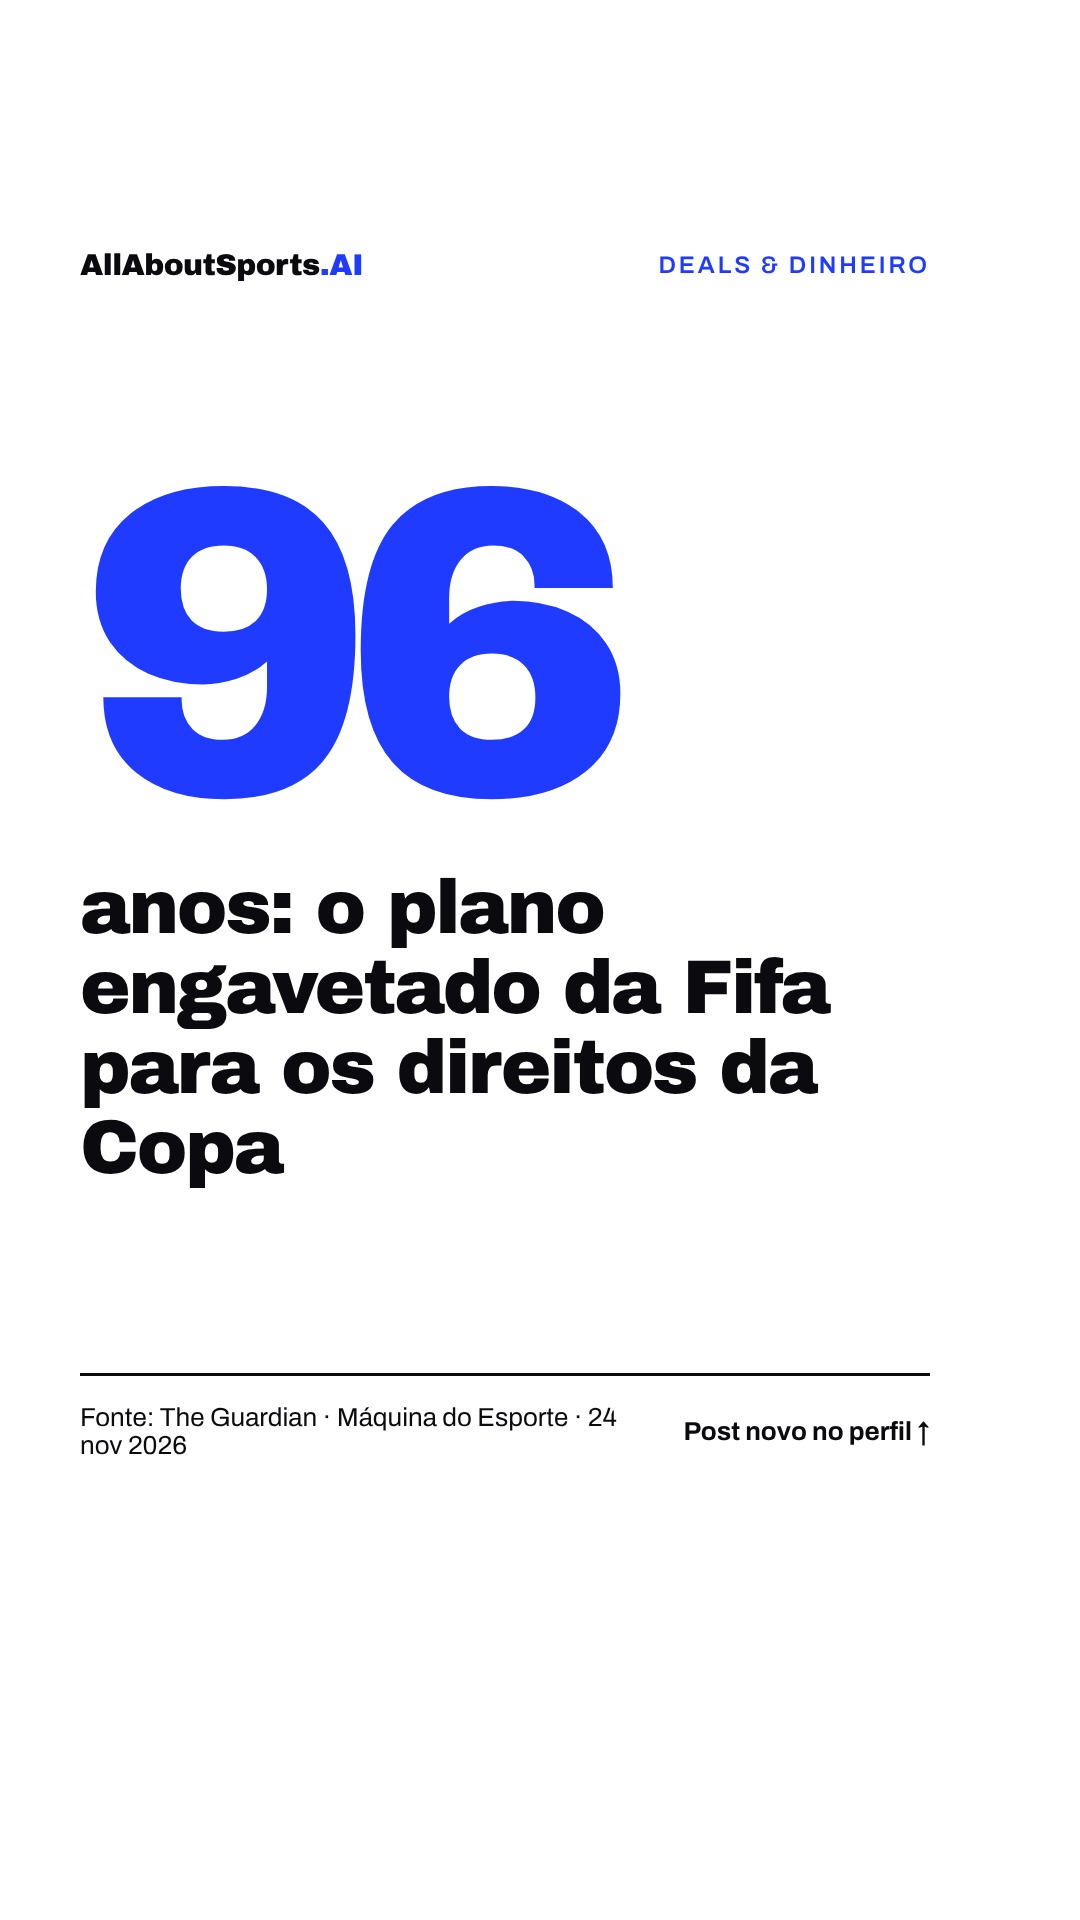 AllAboutSports.AI
DEALS & DINHEIRO
96
anos: o plano
engavetado da Fifa
para os direitos da
Copa
Fonte: The Guardian · Máquina do Esporte · 24
nov 2026
Post novo no perfil ↑